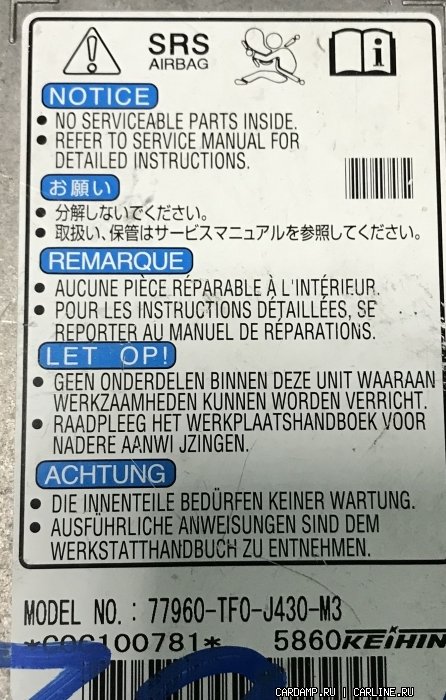 SRS
AIRBAG
NOTICE
• NO SERVICEABLE PARTS INSIDE.
• REFER TO SERVICE MANUAL FOR
DETAILED INSTRUCTIONS.
お願い
• 分解しないでください。
• 取扱い、保管はサービスマニュアルを参照してください。
REMARQUE
• AUCUNE PIÈCE RÉPARABLE À L'INTÉRIEUR.
• POUR LES INSTRUCTIONS DÉTAILLÉES, SE
REPORTER AU MANUEL DE RÉPARATIONS.
LET OP!
• GEEN ONDERDELEN BINNEN DEZE UNIT WAARAAN
WERKZAAMHEDEN KUNNEN WORDEN VERRICHT.
• RAADPLEEG HET WERKPLAATSHANDBOEK VOOR
NADERE AANWIJZINGEN.
ACHTUNG
• DIE INNENTEILE BEDÜRFEN KEINER WARTUNG.
• AUSFÜHRLICHE ANWEISUNGEN SIND DEM
WERKSTATTHANDBUCH ZU ENTNEHMEN.
MODEL NO. : 77960-TF0-J430-M3
5860 KEIHIN
CARDAMP.RU | CARLINE.RU